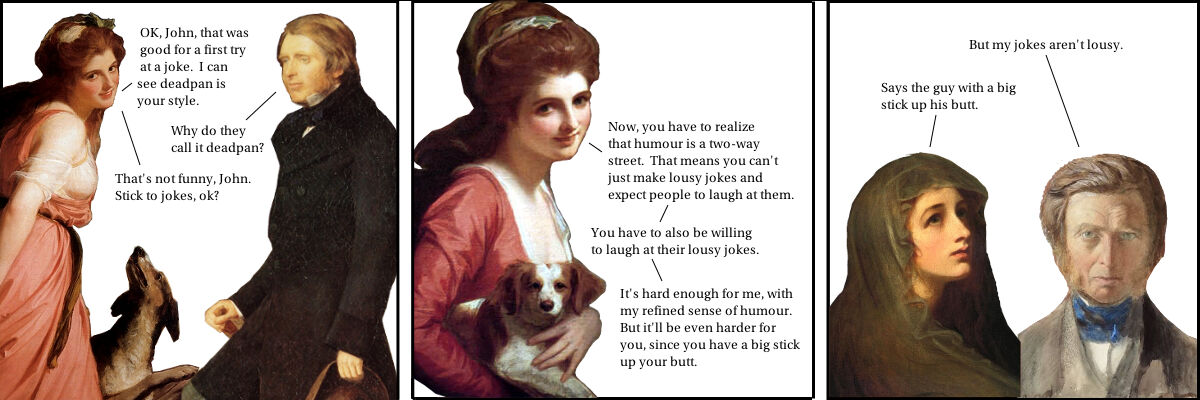 OK, John, that was
good for a first try
at a joke. I can
see deadpan is
your style.
Why do they
call it deadpan?
That's not funny, John.
Stick to jokes, ok?
Now, you have to realize
that humour is a two-way
street. That means you can't
just make lousy jokes and
expect people to laugh at them.
You have to also be willing
to laugh at their lousy jokes.
It's hard enough for me, with
my refined sense of humour.
But it'll be even harder for
you, since you have a big stick
up your butt.
But my jokes aren't lousy.
Says the guy with a big
stick up his butt.